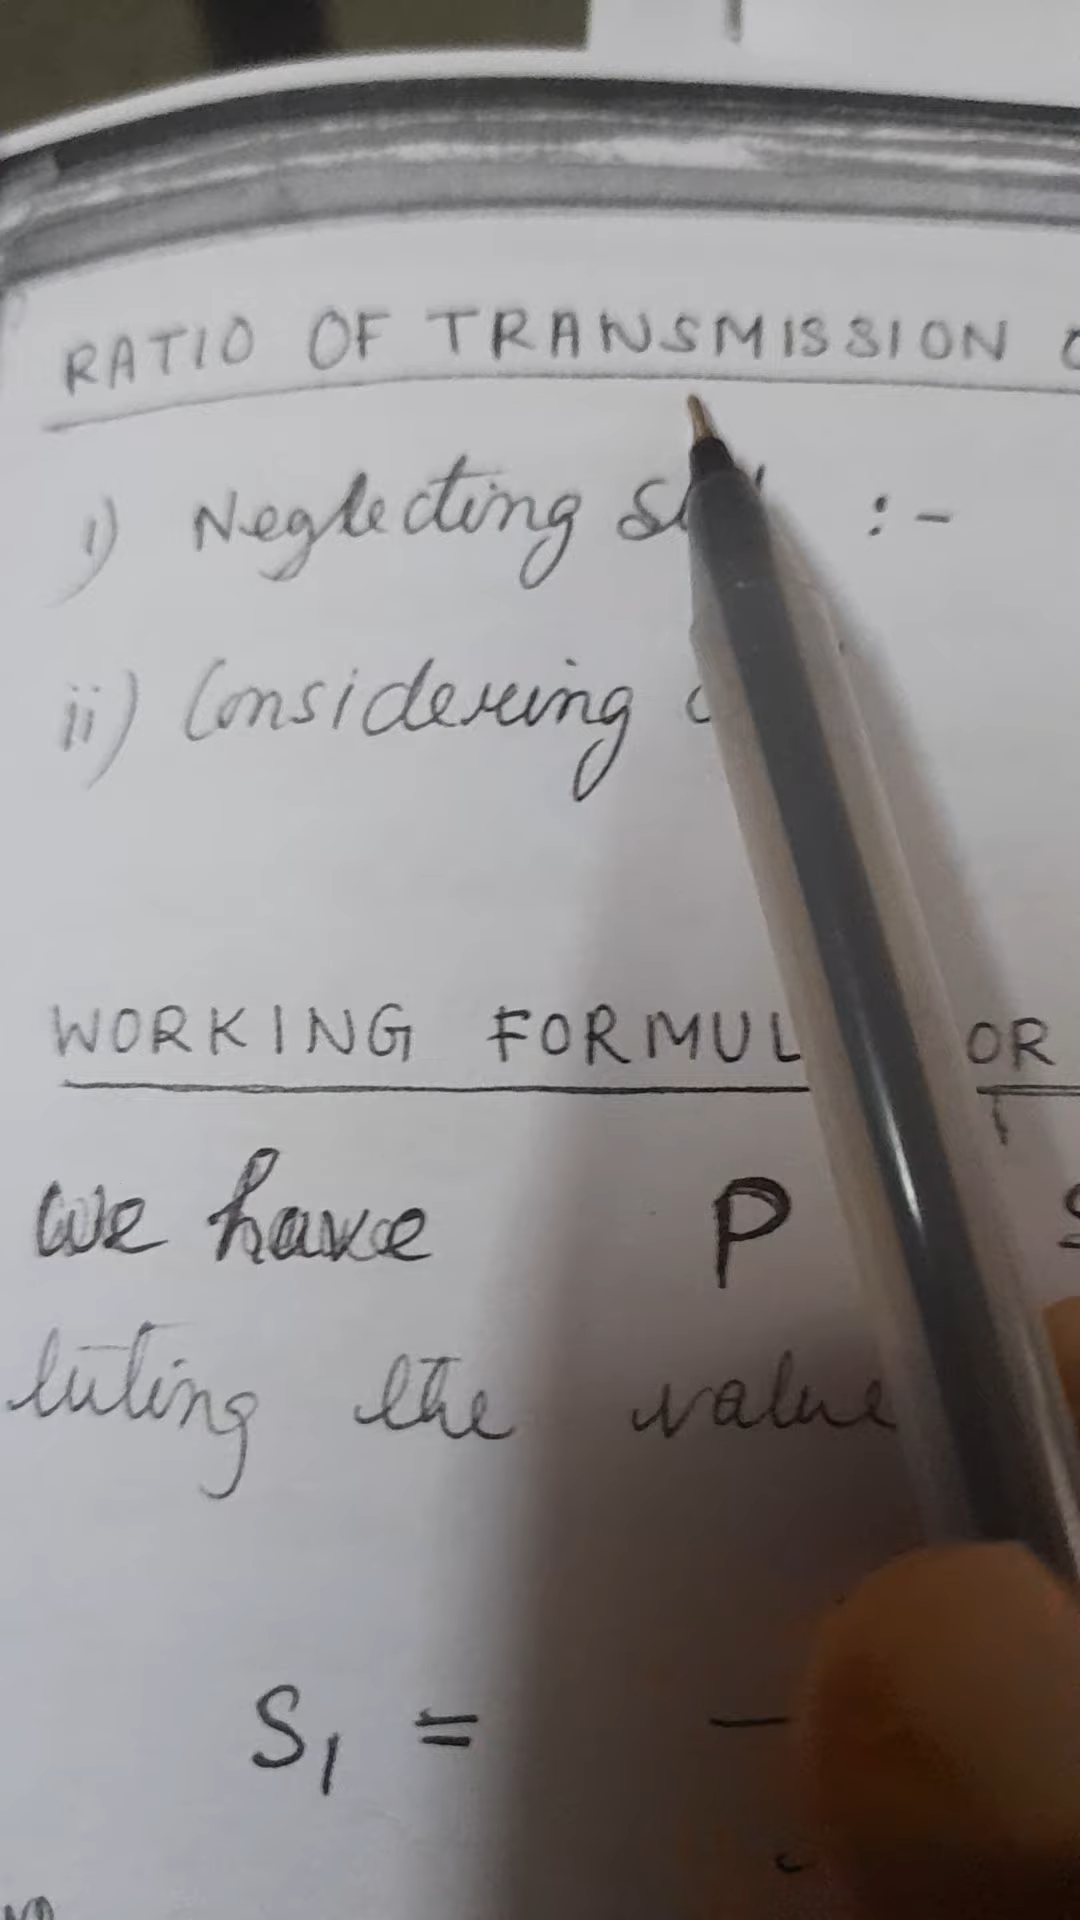 RATIO OF TRANSMISSION
i) Neglecting :-
ii) Considering
WORKING FORMUL OR
we have P
tuting the value
S₁ = —